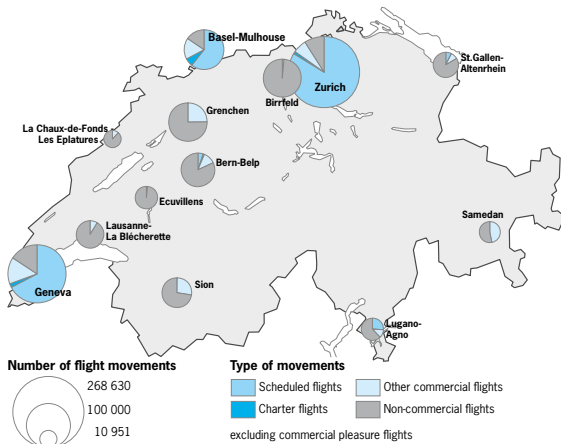 Basel-Mulhouse
St.Gallen-
Altenrhein
Zurich
Birrfeld
Grenchen
La Chaux-de-Fonds
Les Eplatures
Bern-Belp
Ecuvillens
Lausanne-
La Blécherette
Samedan
Geneva
Sion
Lugano-
Agno
Number of flight movements
268 630
100 000
10 951
Type of movements
Scheduled flights
Other commercial flights
Charter flights
Non-commercial flights
excluding commercial pleasure flights